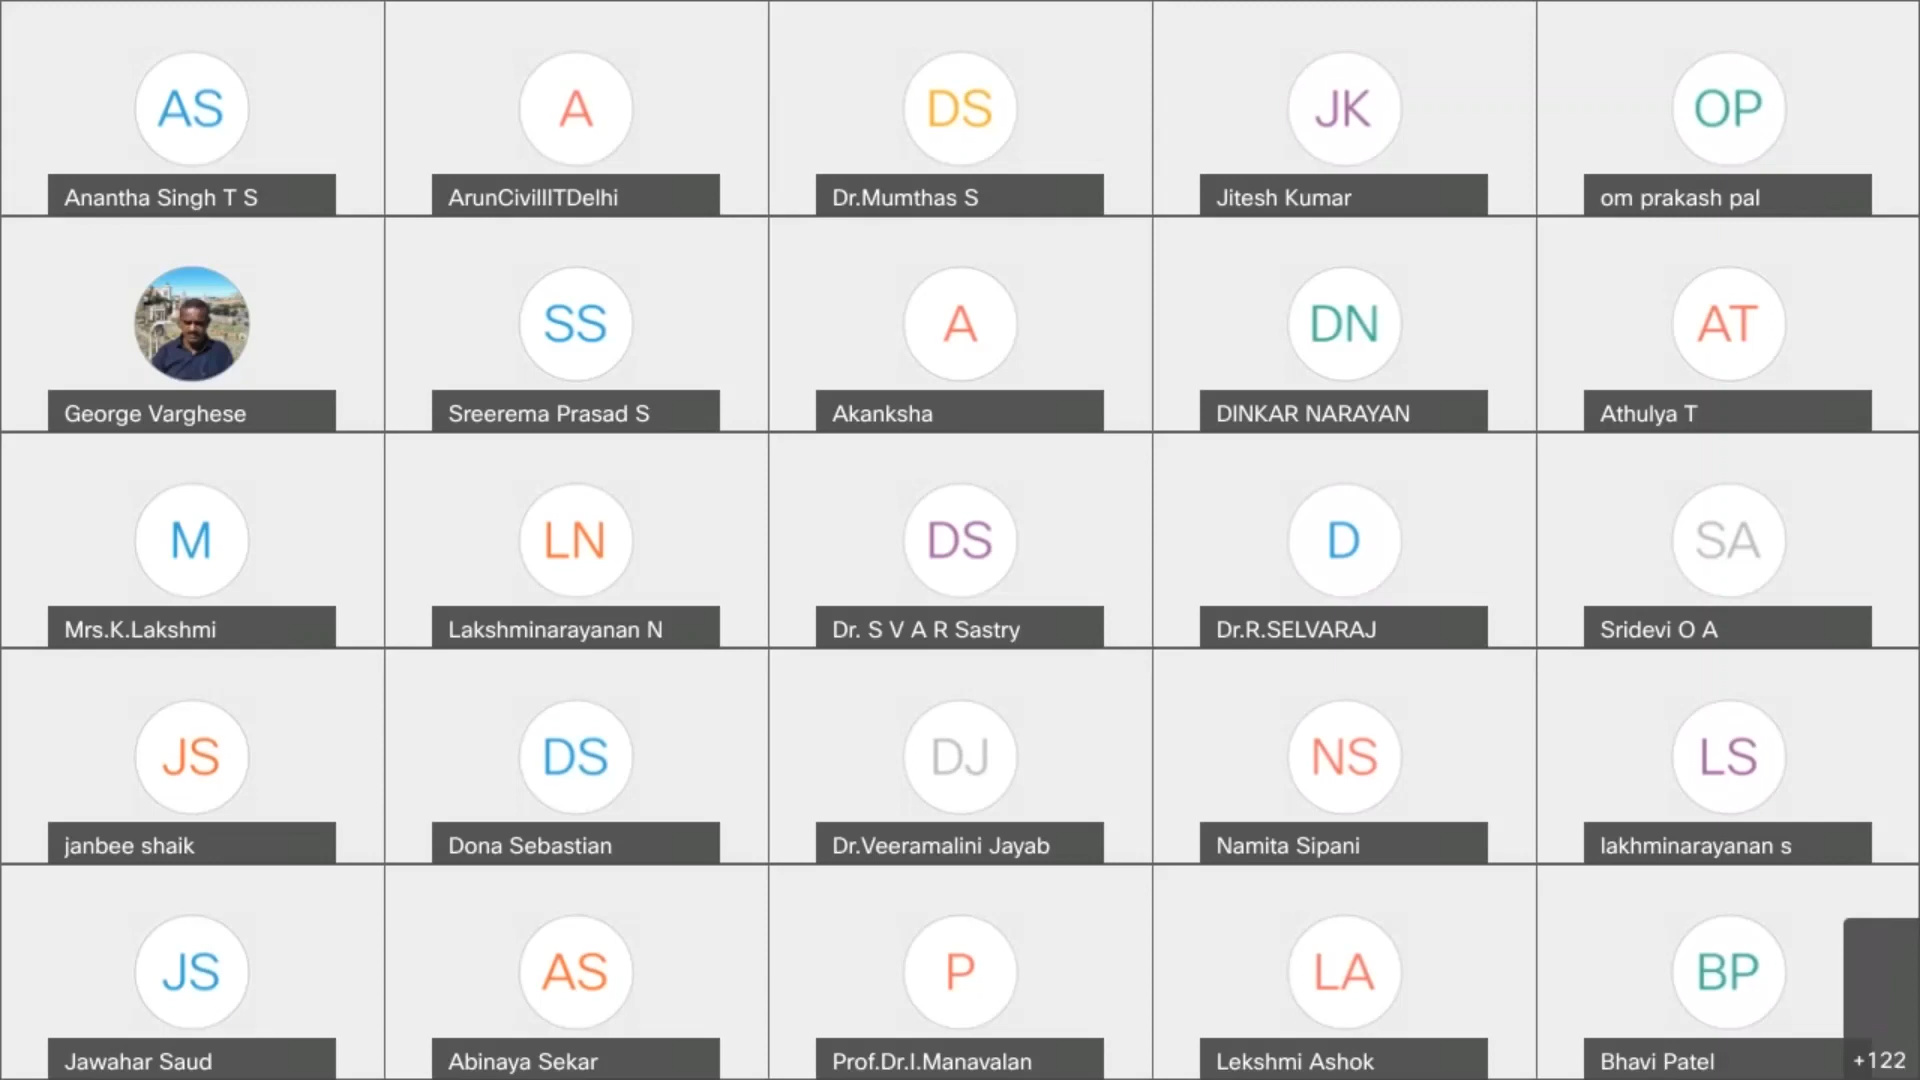 AS
Anantha Singh T S
A
ArunCivilIITDelhi
DS
Dr.Mumthas S
JK
Jitesh Kumar
OP
om prakash pal
George Varghese
SS
Sreerema Prasad S
A
Akanksha
DN
DINKAR NARAYAN
AT
Athulya T
M
Mrs.K.Lakshmi
LN
Lakshminarayanan N
DS
Dr. S V A R Sastry
D
Dr.R.SELVARAJ
SA
Sridevi O A
JS
janbee shaik
DS
Dona Sebastian
DJ
Dr.Veeramalini Jayab
NS
Namita Sipani
LS
lakhminarayanan s
JS
Jawahar Saud
AS
Abinaya Sekar
P
Prof.Dr.I.Manavalan
LA
Lekshmi Ashok
BP
Bhavi Patel
+122